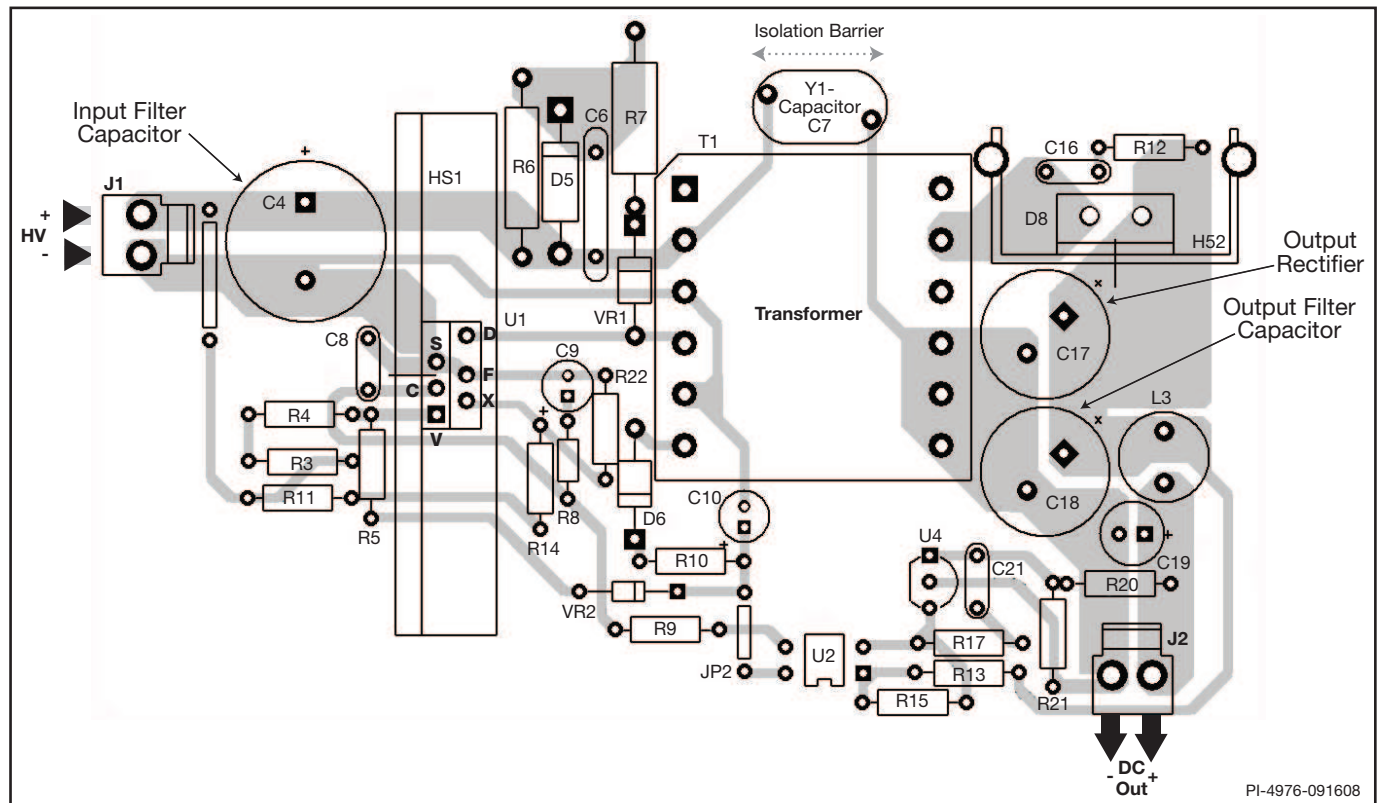 Isolation Barrier
Y1-
Capacitor
C7
Input Filter
Capacitor
+
C4
J1
+
HV
-
HS1
R6
D5
C6
R7
T1
C16
R12
D8
H52
Output
Rectifier
Output Filter
Capacitor
VR1
Transformer
C17
U1
D
S
F
C
X
V
C8
C9
R22
L3
R4
R3
R11
R5
+
R14
R8
D6
C10
+
R10
C18
C19
+
U4
C21
R20
VR2
R9
JP2
U2
R17
R13
R15
R21
J2
- DC +
Out
PI-4976-091608